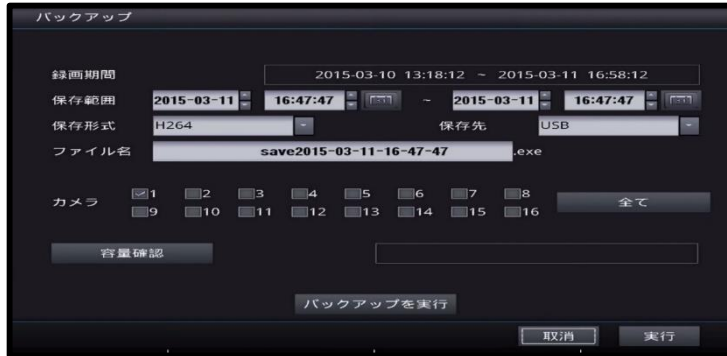 バックアップ
録画期間 2015-03-10 13:18:12 ~ 2015-03-11 16:58:12
保存範囲 2015-03-11 16:47:47 ~ 2015-03-11 16:47:47
保存形式 H264 保存先 USB
ファイル名 save2015-03-11-16-47-47 .exe
カメラ 1 2 3 4 5 6 7 8 全て
9 10 11 12 13 14 15 16
容量確認
バックアップを実行
取消 実行